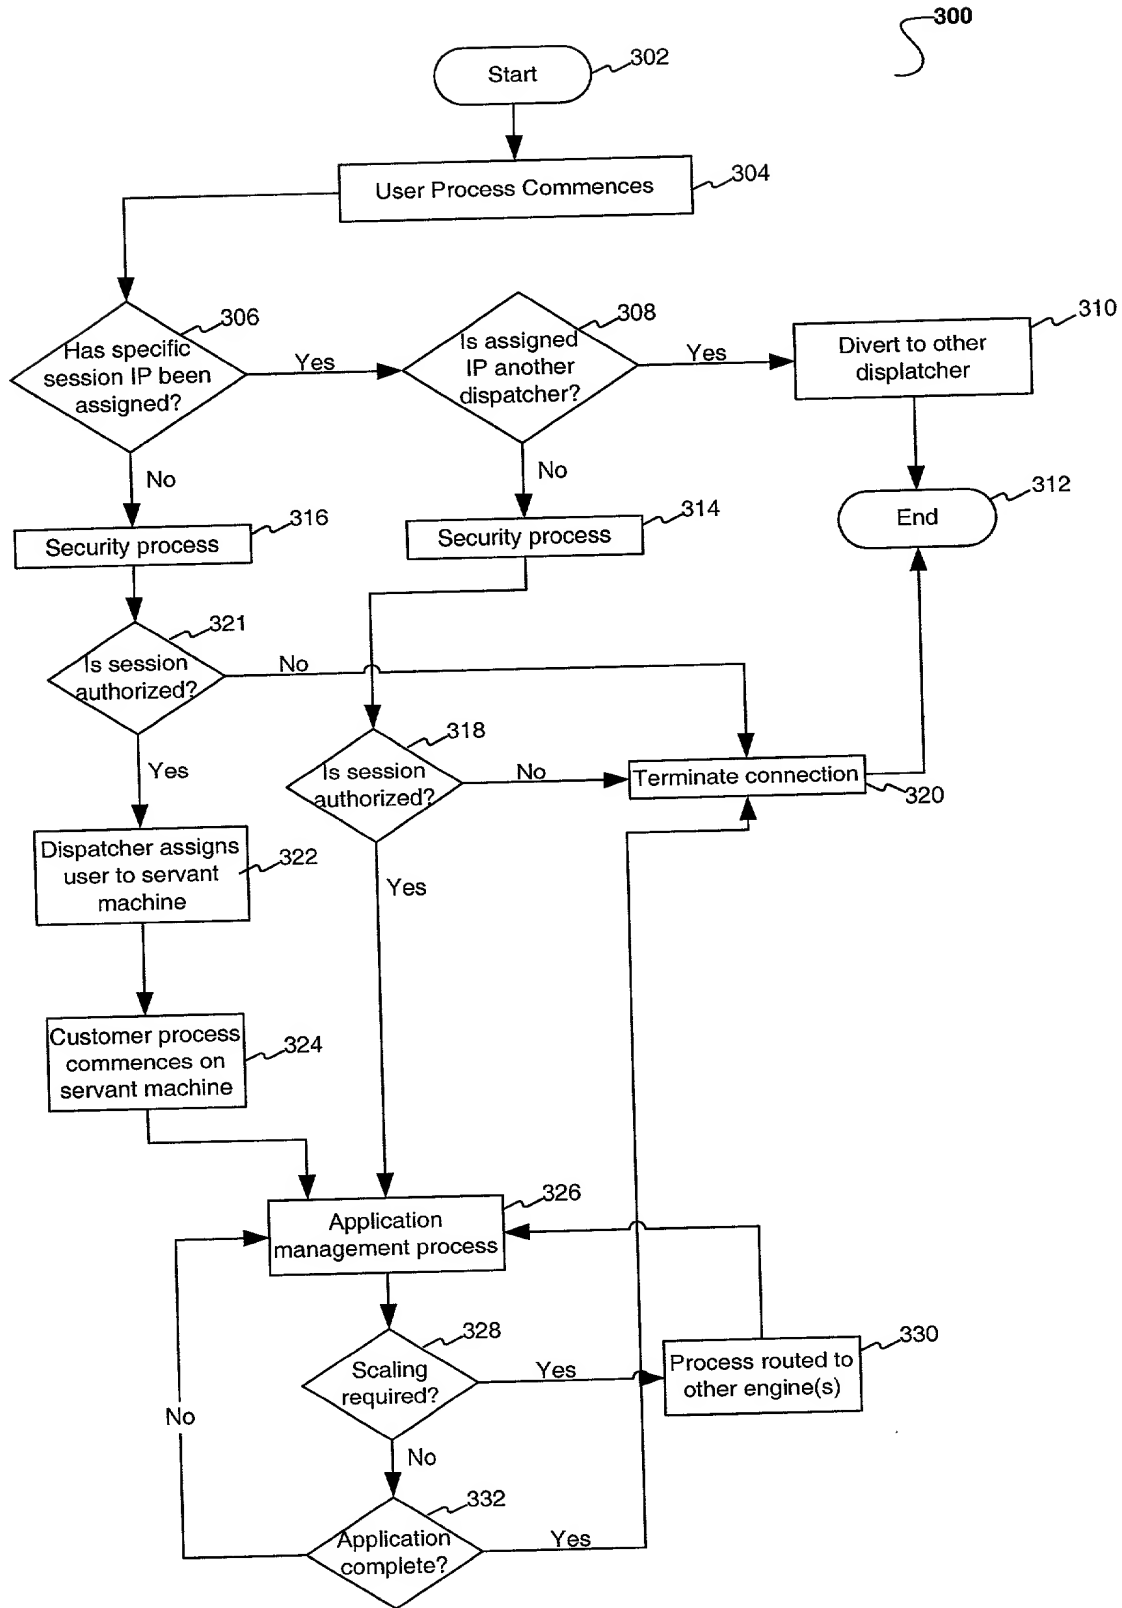 300
Start
302
User Process Commences
304
Has specific
session IP been
assigned?
306
Yes
Is assigned
IP another
dispatcher?
308
Yes
Divert to other
displatcher
310
No
No
End
312
Security process
316
Security process
314
Is session
authorized?
321
No
Yes
Is session
authorized?
318
No
Terminate connection
320
Dispatcher assigns
user to servant
machine
322
Yes
Customer process
commences on
servant machine
324
Application
management process
326
Scaling
required?
328
Yes
Process routed to
other engine(s)
330
No
No
Application
complete?
332
Yes